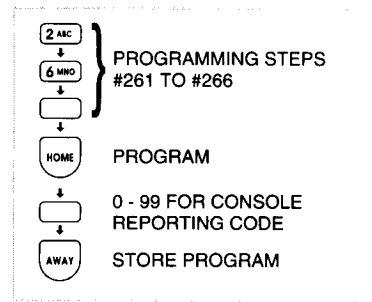 2 ABC
6 MNO
PROGRAMMING STEPS
#261 TO #266
HOME
PROGRAM
0 - 99 FOR CONSOLE
REPORTING CODE
AWAY
STORE PROGRAM